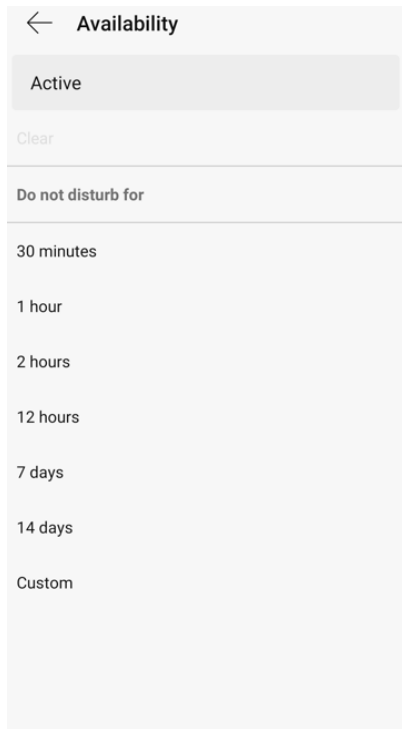 Availability
Active
Clear
Do not disturb for
30 minutes
1 hour
2 hours
12 hours
7 days
14 days
Custom